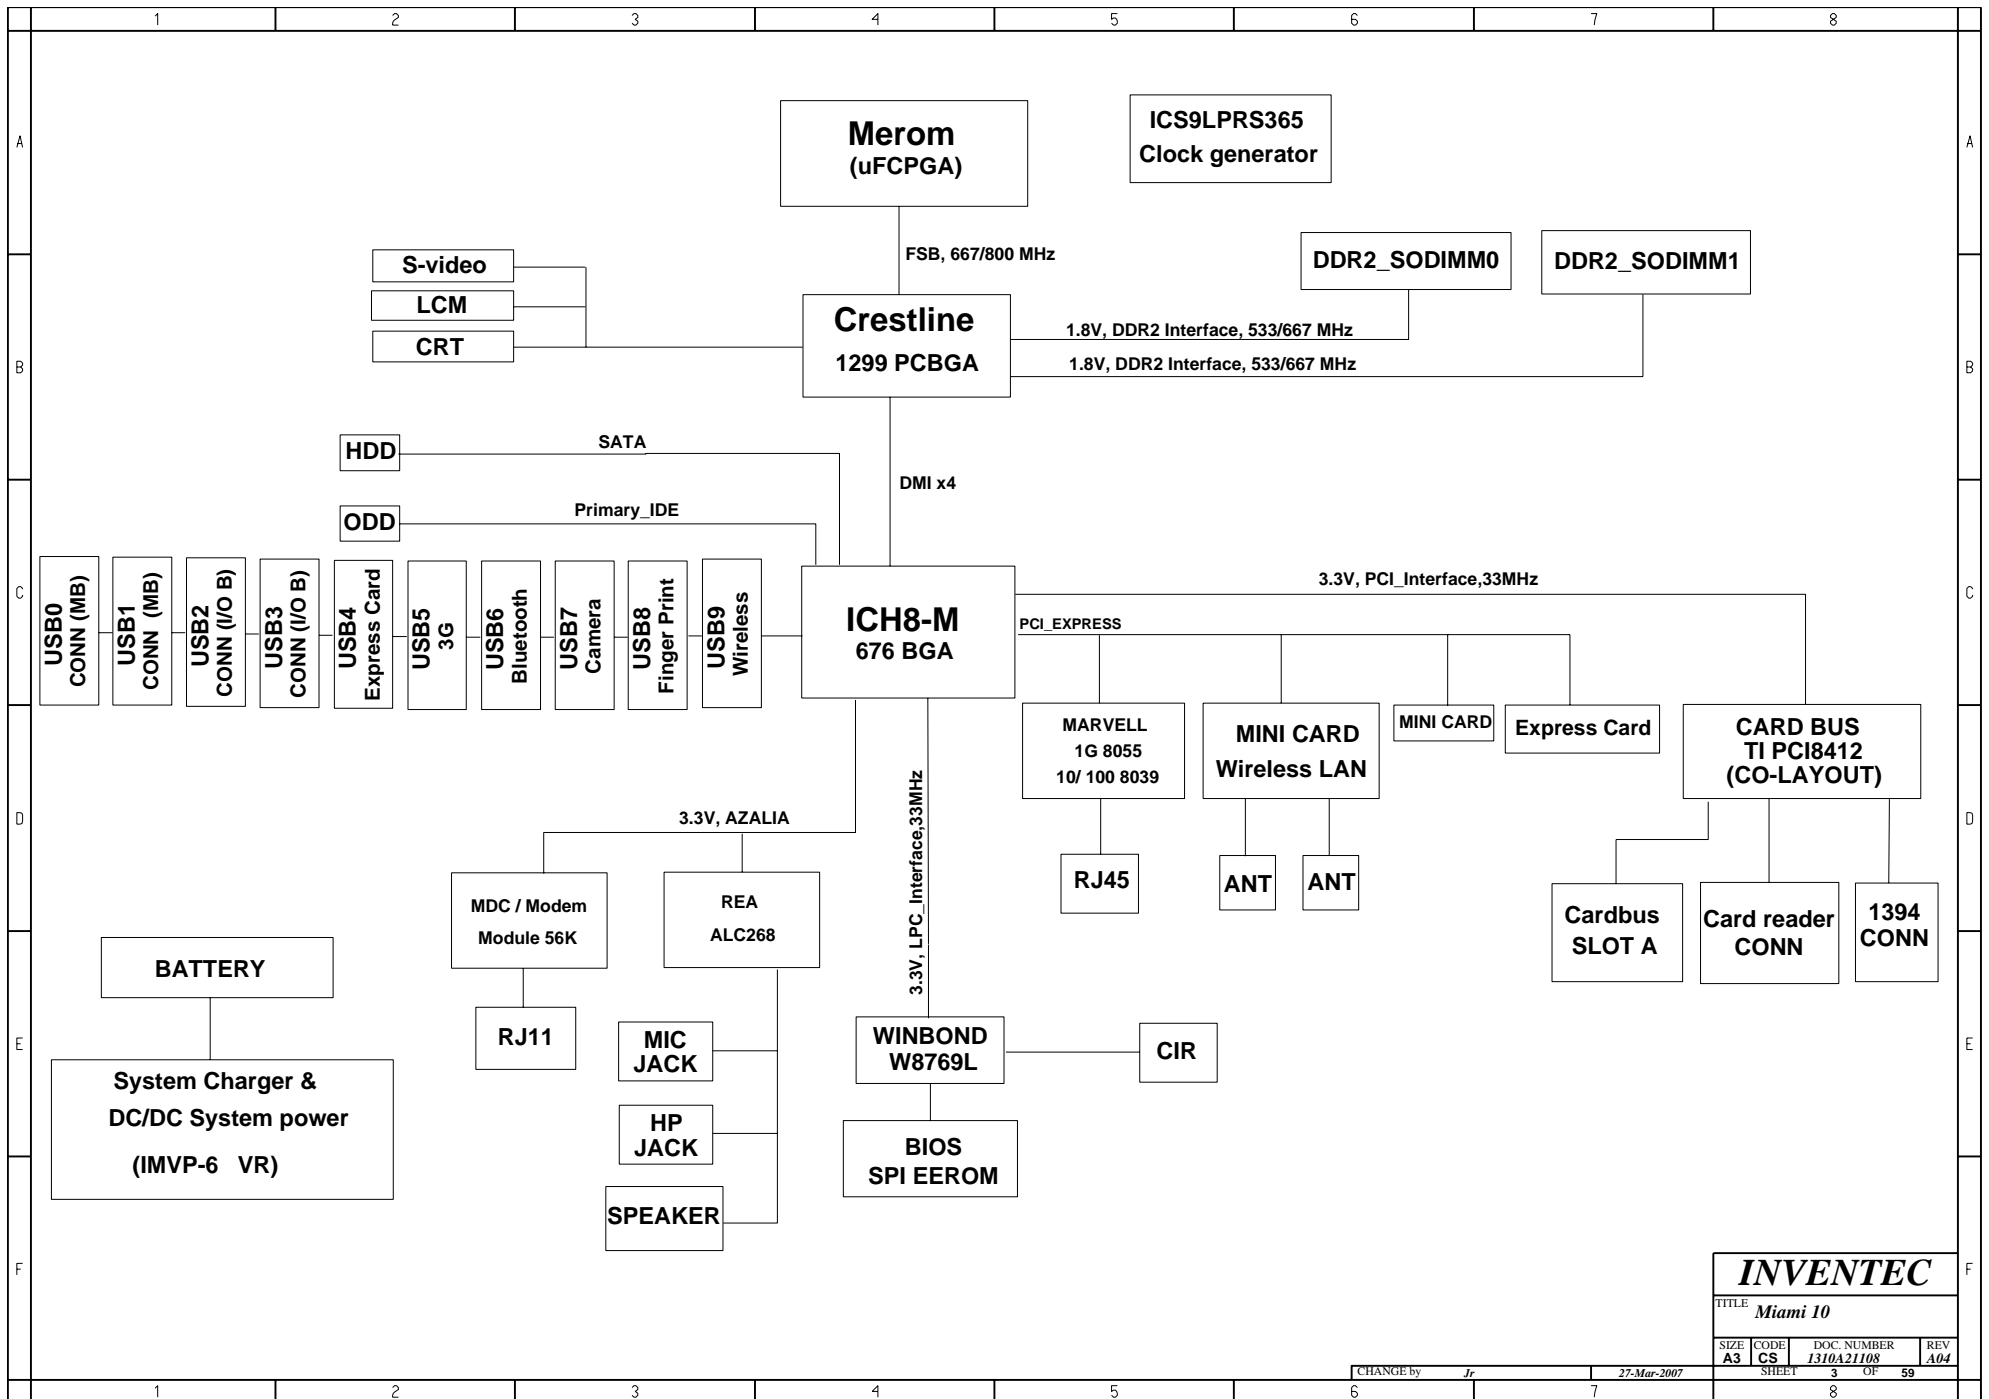 1 2 3 4 5 6 7 8
A
A
B
B
C
C
D
D
E
E
F
F
Merom
(uFCPGA)
ICS9LPRS365
Clock generator
FSB, 667/800 MHz
S-video
LCM
CRT
DDR2_SODIMM0
DDR2_SODIMM1
Crestline
1299 PCBGA
1.8V, DDR2 Interface, 533/667 MHz
1.8V, DDR2 Interface, 533/667 MHz
HDD
SATA
DMI x4
ODD
Primary_IDE
USB0
CONN (MB)
USB1
CONN (MB)
USB2
CONN (I/O B)
USB3
CONN (I/O B)
USB4
Express Card
USB5
3G
USB6
Bluetooth
USB7
Camera
USB8
Finger Print
USB9
Wireless
ICH8-M
676 BGA
3.3V, PCI_Interface,33MHz
PCI_EXPRESS
MARVELL
1G 8055
10/ 100 8039
MINI CARD
Wireless LAN
MINI CARD
Express Card
CARD BUS
TI PCI8412
(CO-LAYOUT)
3.3V, AZALIA
3.3V, LPC_Interface,33MHz
RJ45
ANT
ANT
Cardbus
SLOT A
Card reader
CONN
1394
CONN
MDC / Modem
Module 56K
REA
ALC268
BATTERY
System Charger &
DC/DC System power
(IMVP-6 VR)
RJ11
MIC
JACK
HP
JACK
SPEAKER
WINBOND
W8769L
CIR
BIOS
SPI EEROM
INVENTEC
TITLE Miami 10
SIZE CODE DOC. NUMBER REV
A3 CS 1310A21108 A04
CHANGE by Jr 27-Mar-2007 SHEET 3 OF 59
1 2 3 4 5 6 7 8